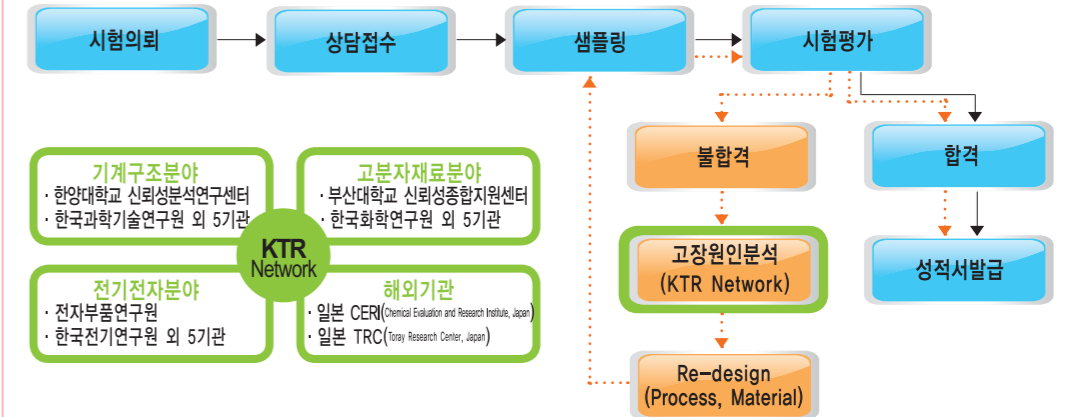 시험의뢰
상담접수
샘플링
시험평가
불합격
합격
고장원인분석
(KTR Network)
성적서발급
Re-design
(Process, Material)
기계구조분야
· 한양대학교 신뢰성분석연구센터
· 한국과학기술연구원 외 5기관
고분자재료분야
· 부산대학교 신뢰성종합지원센터
· 한국화학연구원 외 5기관
KTR
Network
전기전자분야
· 전자부품연구원
· 한국전기연구원 외 5기관
해외기관
· 일본 CERI(Chemical Evaluation and Research Institute, Japan)
· 일본 TRC(Toray Research Center, Japan)